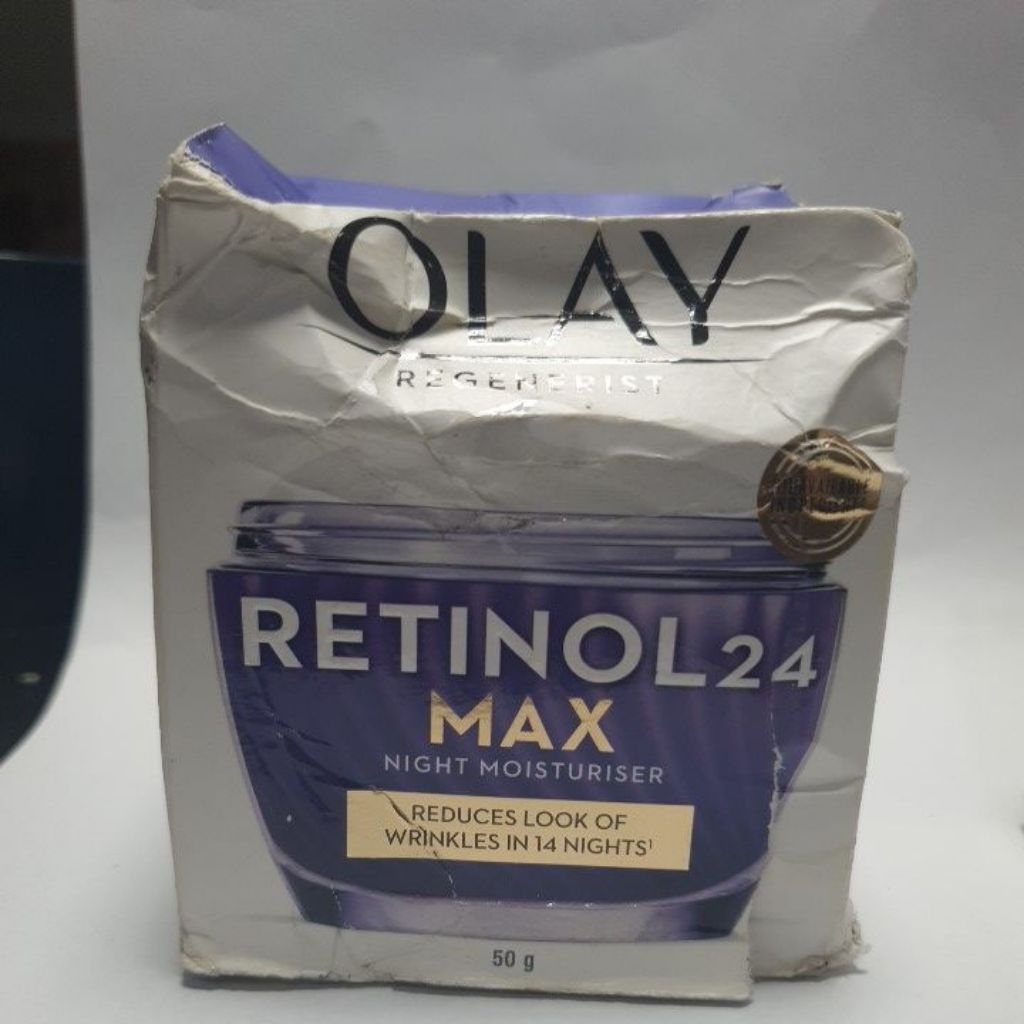 OLAY
REGENERIST
RETINOL24
MAX
NIGHT MOISTURISER
REDUCES LOOK OF
WRINKLES IN 14 NIGHTS¹
50 g